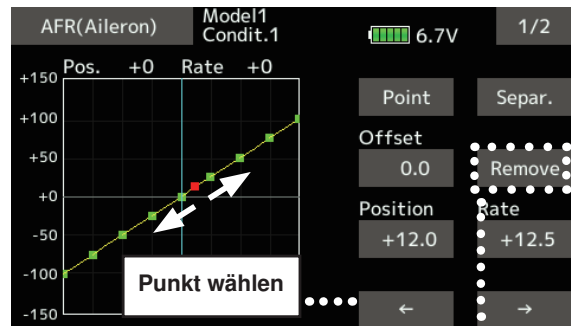 AFR(Aileron)
Model1
Condit.1
6.7V
1/2
Pos. +0 Rate +0
+150
+100
+50
+0
-50
-100
-150
Point
Separ.
Offset
0.0
Remove
Position
Rate
+12.0
+12.5
Punkt wählen
←
→